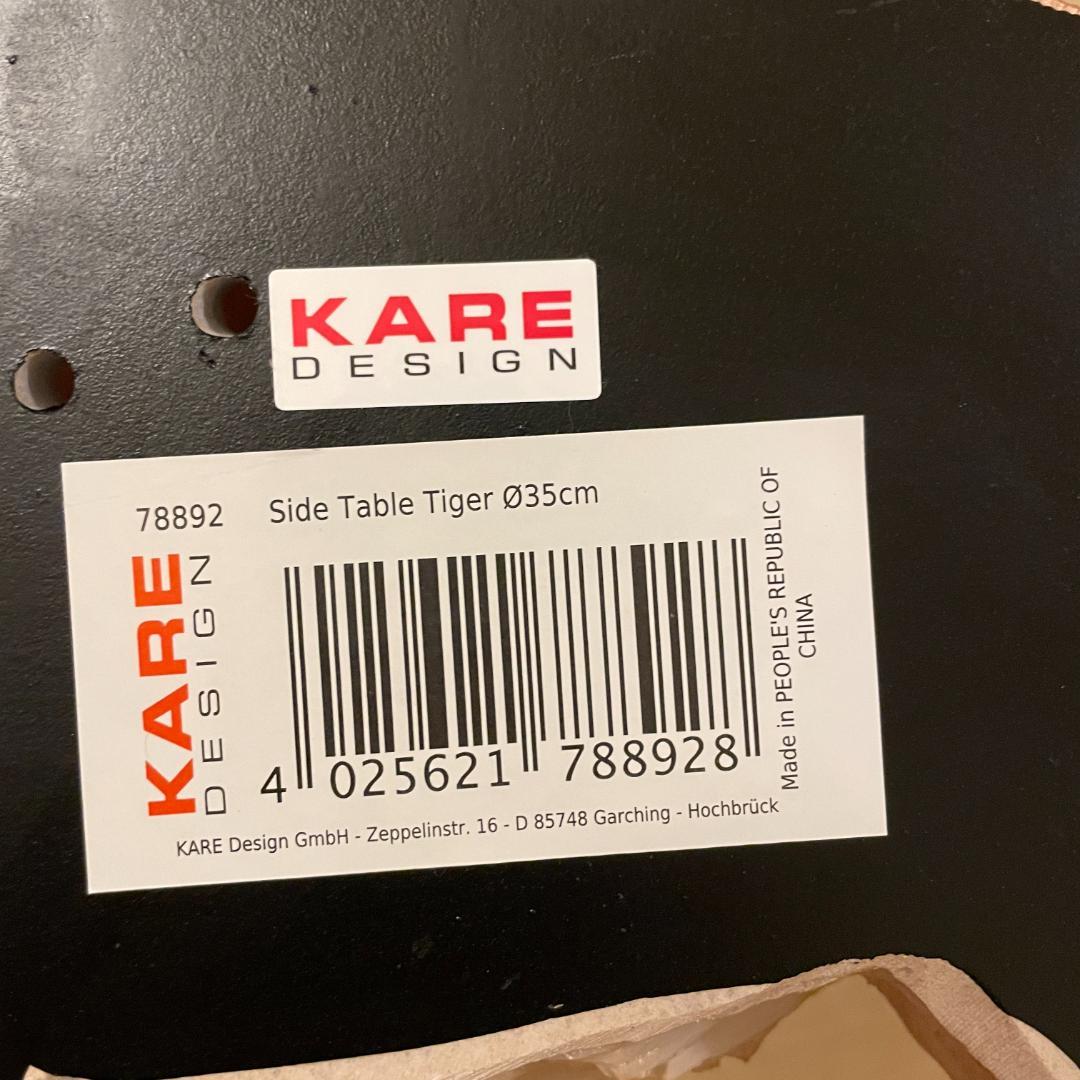 KARE
DESIGN
78892 Side Table Tiger Ø35cm
KARE
DESIGN
4 025621 788928
Made in PEOPLE'S REPUBLIC OF
CHINA
KARE Design GmbH - Zeppelinstr. 16 - D 85748 Garching - Hochbrück